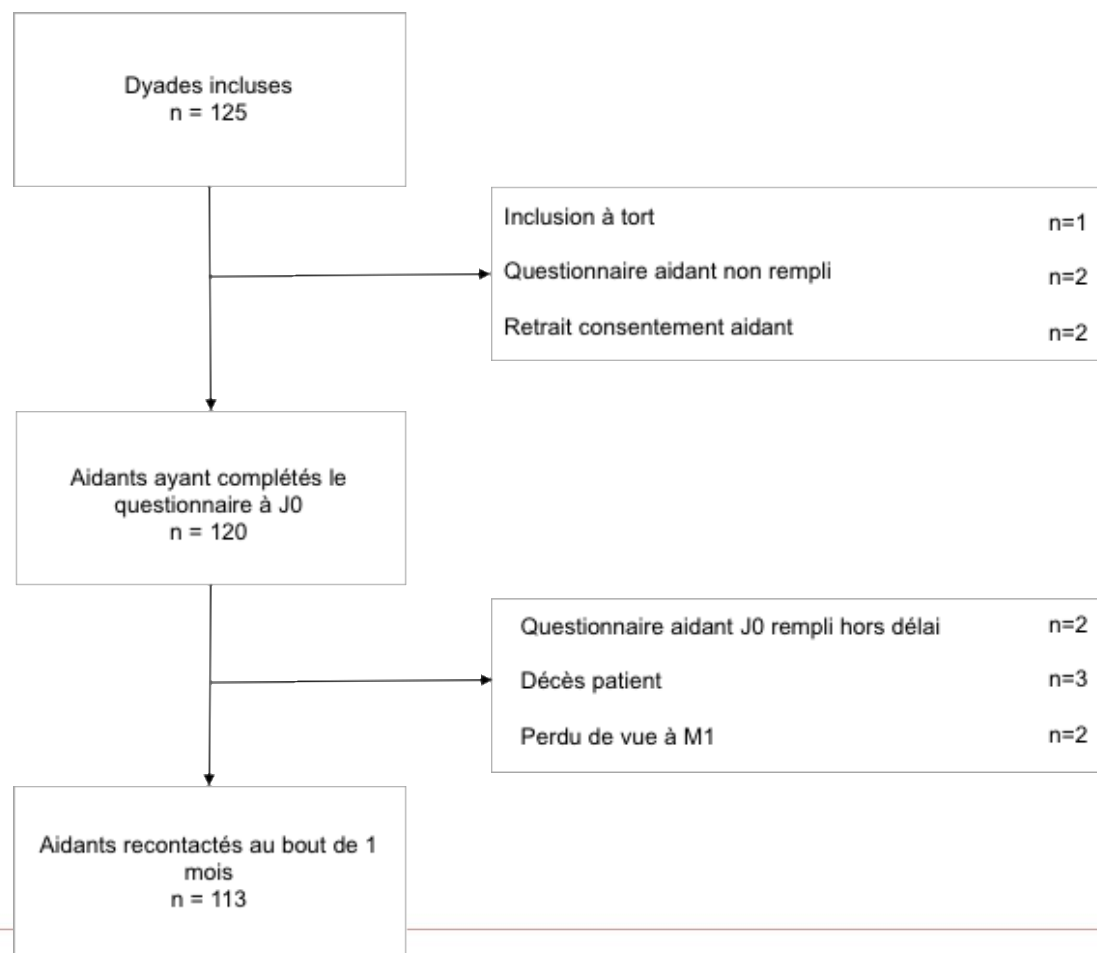 Dyades incluses
n = 125
Inclusion à tort n=1
Questionnaire aidant non rempli n=2
Retrait consentement aidant n=2
Aidants ayant complétés le
questionnaire à J0
n = 120
Questionnaire aidant J0 rempli hors délai n=2
Décès patient n=3
Perdu de vue à M1 n=2
Aidants recontactés au bout de 1
mois
n = 113